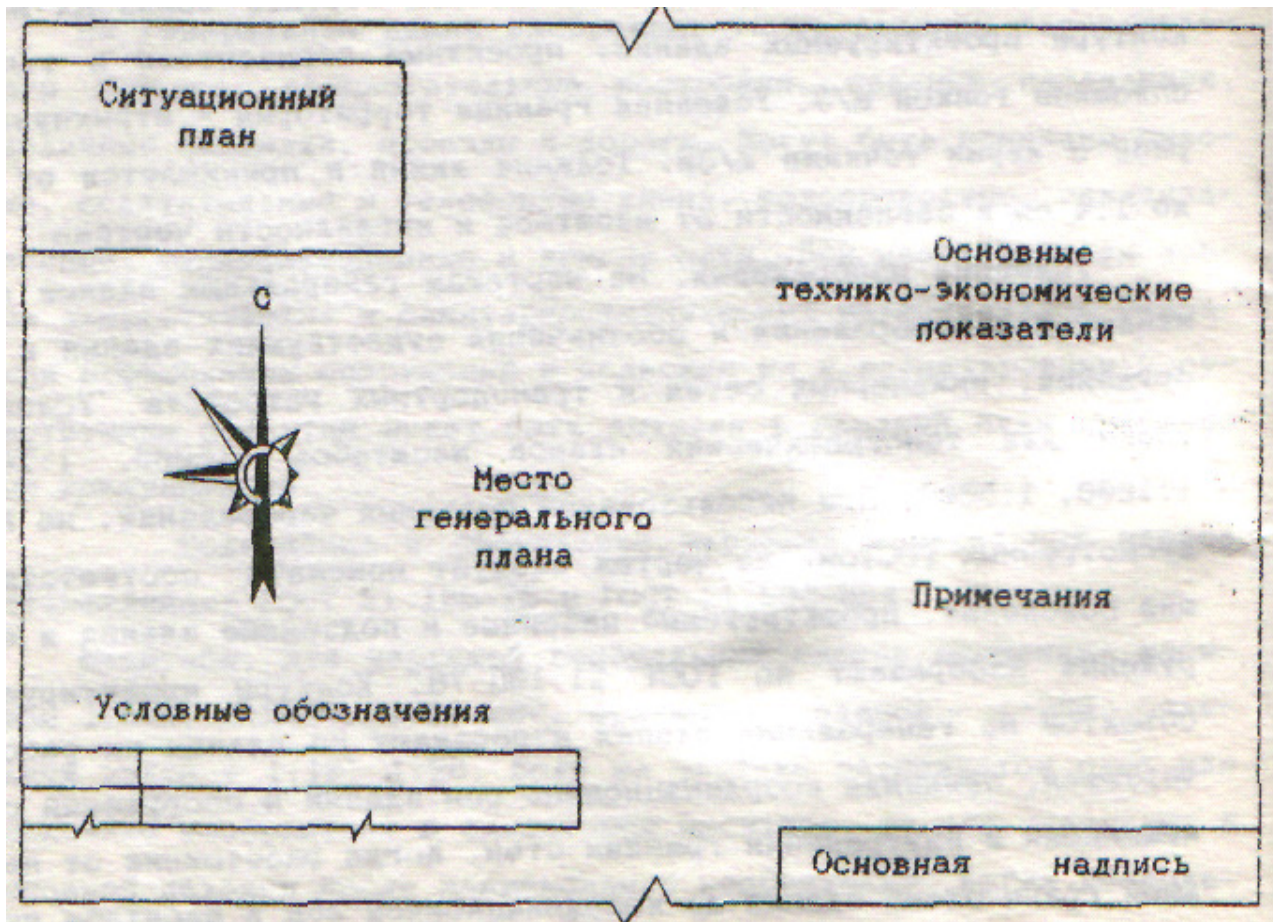 Ситуационный
план
Основные
технико-экономические
показатели
С
Место
генерального
плана
Примечания
Условные обозначения
Основная надпись